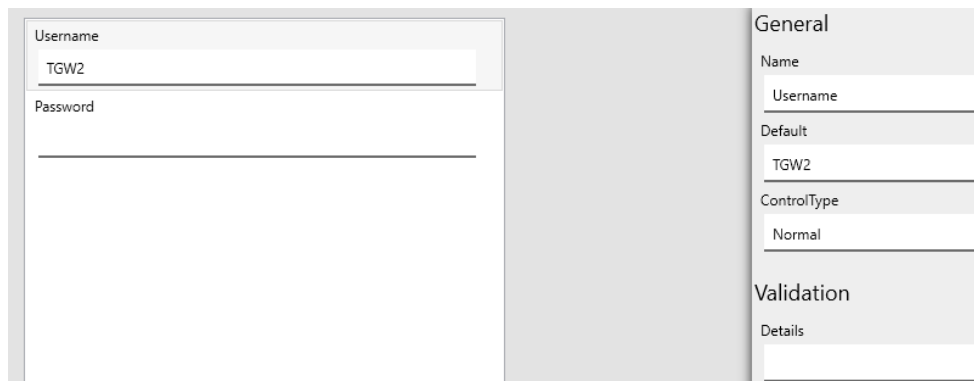 Username
TGW2
Password
General
Name
Username
Default
TGW2
ControlType
Normal
Validation
Details